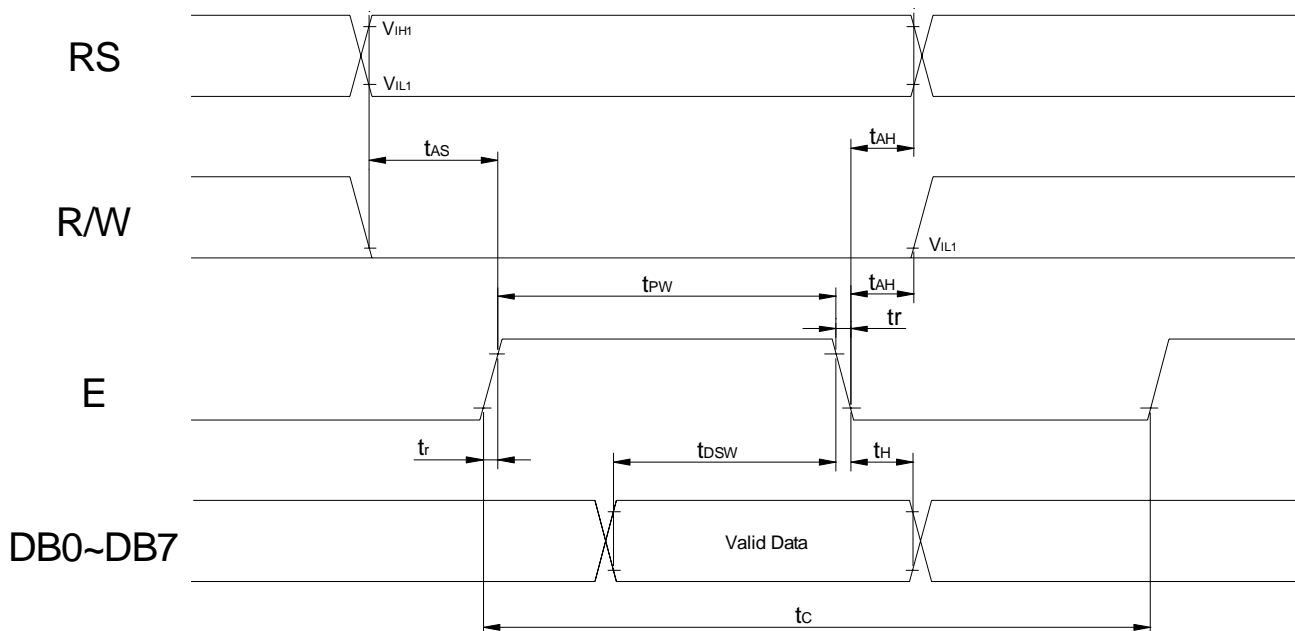 RS
VIH1
VIL1
tAS
tAH
R/W
VIL1
tPW
tAH
tr
E
tr
tDSW
tH
DB0~DB7
Valid Data
tC